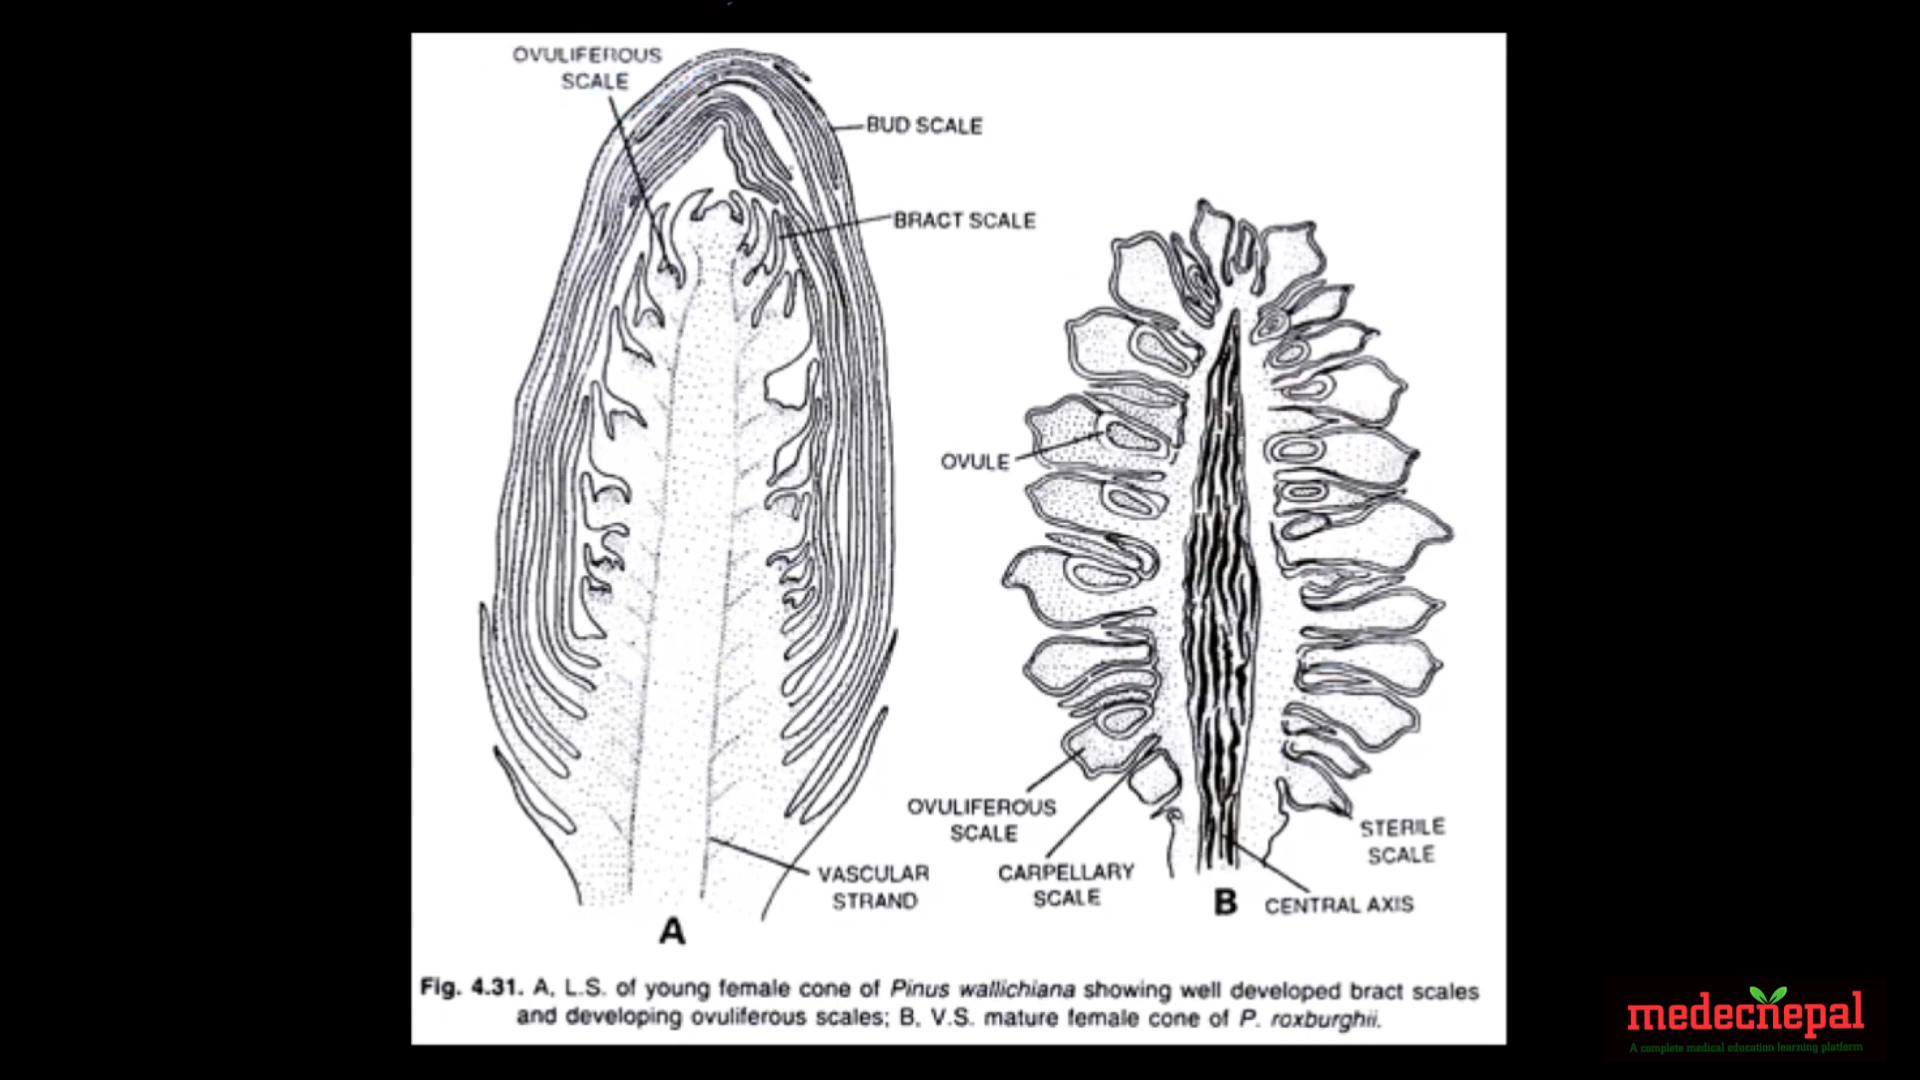 OVULIFEROUS
SCALE
BUD SCALE
BRACT SCALE
OVULE
OVULIFEROUS
SCALE
CARPELLARY
SCALE
STERILE
SCALE
VASCULAR
STRAND
CENTRAL AXIS
A
B
Fig. 4.31. A, L.S. of young female cone of Pinus wallichiana showing well developed bract scales
and developing ovuliferous scales; B, V.S. mature female cone of P. roxburghii.
medecnepal
A complete medical education learning platform